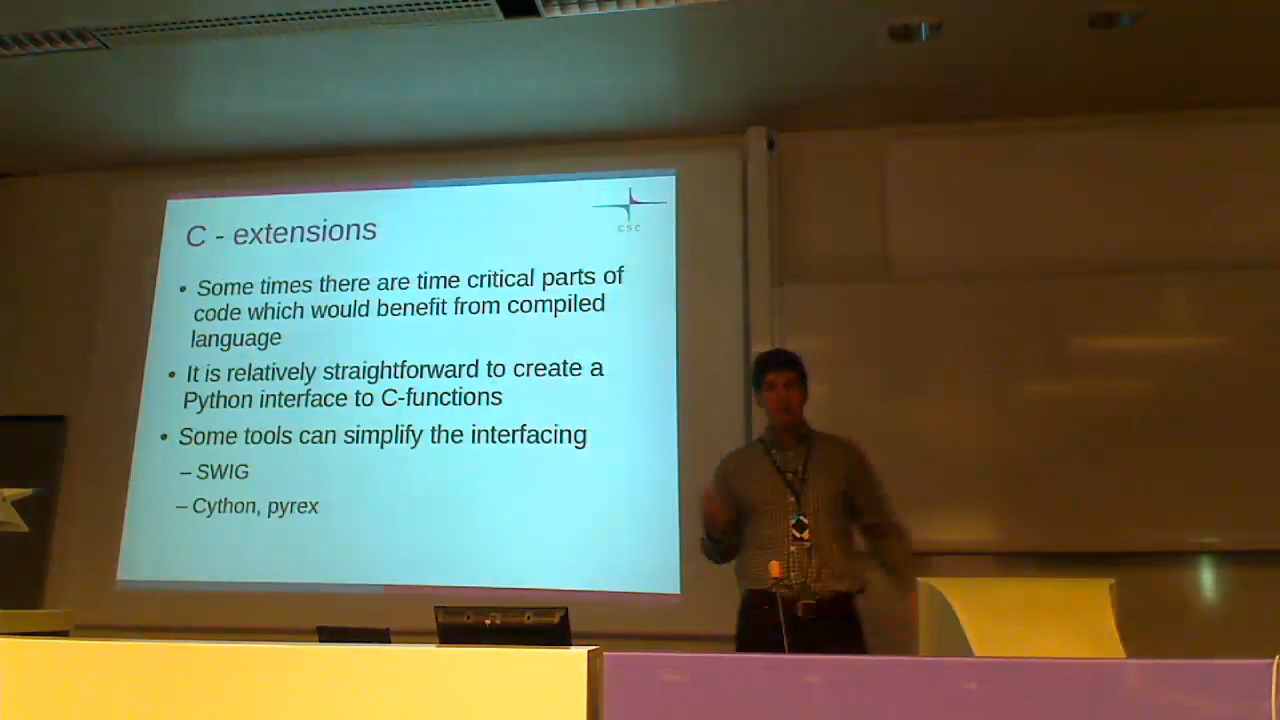 C - extensions
CSC
• Some times there are time critical parts of
code which would benefit from compiled
language
• It is relatively straightforward to create a
Python interface to C-functions
• Some tools can simplify the interfacing
– SWIG
– Cython, pyrex